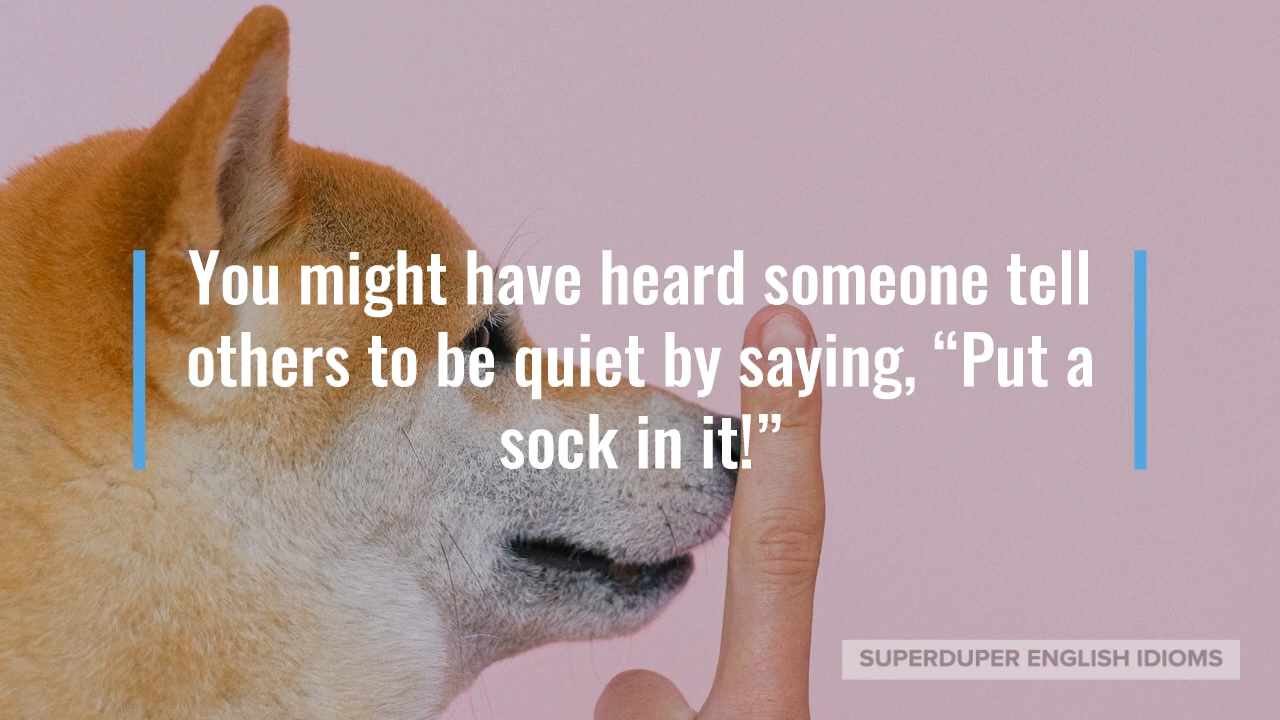 You might have heard someone tell
others to be quiet by saying, “Put a
sock in it!”
SUPERDUPER ENGLISH IDIOMS